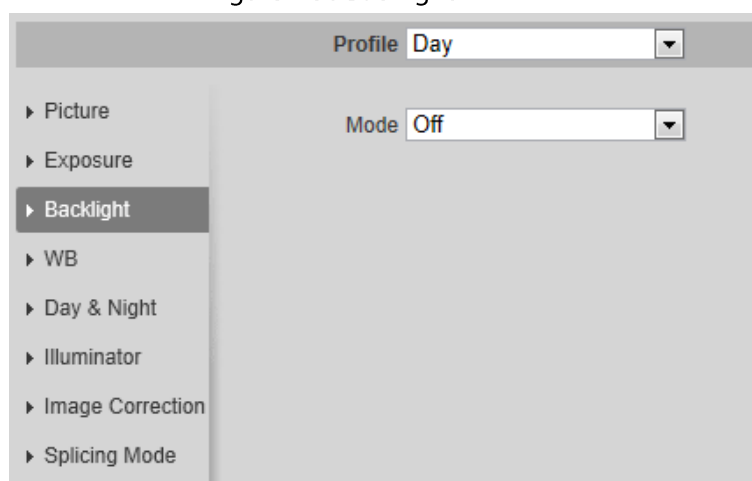 Profile Day
Mode Off
Picture
Exposure
Backlight
WB
Day & Night
Illuminator
Image Correction
Splicing Mode